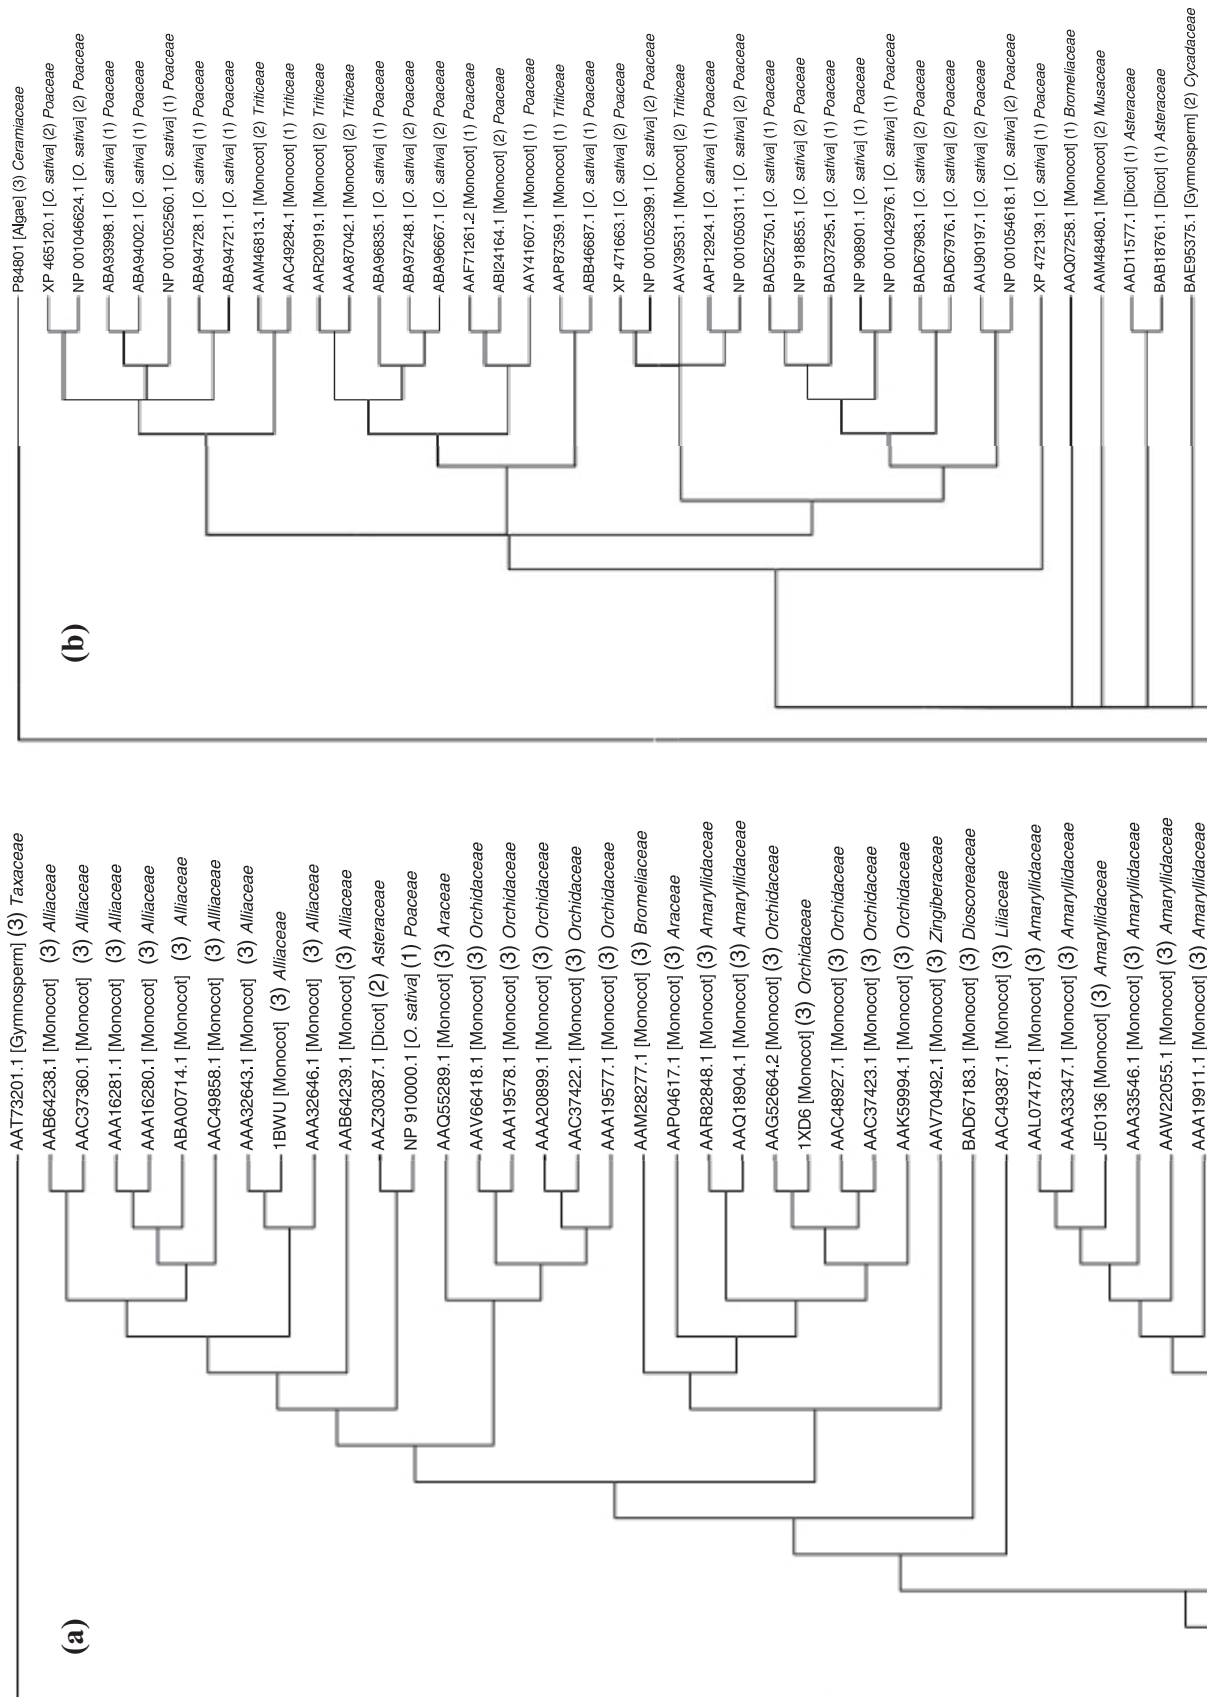 (a)
AAT73201.1 [Gymnosperm] (3) Taxaceae
AAB64238.1 [Monocot] (3) Alliaceae
AAC37360.1 [Monocot] (3) Alliaceae
AAA16281.1 [Monocot] (3) Alliaceae
AAA16280.1 [Monocot] (3) Alliaceae
ABA00714.1 [Monocot] (3) Alliaceae
AAC49858.1 [Monocot] (3) Allliaceae
AAA32643.1 [Monocot] (3) Alliaceae
1BWU [Monocot] (3) Alliaceae
AAA32646.1 [Monocot] (3) Alliaceae
AAB64239.1 [Monocot] (3) Alliaceae
AAZ30387.1 [Dicot] (2) Asteraceae
NP 910000.1 [O. sativa] (1) Poaceae
AAQ55289.1 [Monocot] (3) Araceae
AAV66418.1 [Monocot] (3) Orchidaceae
AAA19578.1 [Monocot] (3) Orchidaceae
AAA20899.1 [Monocot] (3) Orchidaceae
AAC37422.1 [Monocot] (3) Orchidaceae
AAA19577.1 [Monocot] (3) Orchidaceae
AAM28277.1 [Monocot] (3) Bromeliaceae
AAP04617.1 [Monocot] (3) Araceae
AAR82848.1 [Monocot] (3) Amaryllidaceae
AAQ18904.1 [Monocot] (3) Amaryllidaceae
AAG52664.2 [Monocot] (3) Orchidaceae
1XD6 [Monocot] (3) Orchidaceae
AAC48927.1 [Monocot] (3) Orchidaceae
AAC37423.1 [Monocot] (3) Orchidaceae
AAK59994.1 [Monocot] (3) Orchidaceae
AAV70492.1 [Monocot] (3) Zingiberaceae
BAD67183.1 [Monocot] (3) Dioscoreaceae
AAC49387.1 [Monocot] (3) Liliaceae
AAL07478.1 [Monocot] (3) Amaryllidaceae
AAA33347.1 [Monocot] (3) Amaryllidaceae
JE0136 [Monocot] (3) Amaryllidaceae
AAA33546.1 [Monocot] (3) Amaryllidaceae
AAW22055.1 [Monocot] (3) Amaryllidaceae
AAA19911.1 [Monocot] (3) Amaryllidaceae
(b)
P84801 [Algae] (3) Ceramiaceae
XP 465120.1 [O. sativa] (2) Poaceae
NP 001046624.1 [O. sativa] (2) Poaceae
ABA93998.1 [O. sativa] (1) Poaceae
ABA94002.1 [O. sativa] (1) Poaceae
NP 001052560.1 [O. sativa] (1) Poaceae
ABA94728.1 [O. sativa] (1) Poaceae
ABA94721.1 [O. sativa] (1) Poaceae
AAM46813.1 [Monocot] (2) Triticeae
AAC49284.1 [Monocot] (1) Triticeae
AAR20919.1 [Monocot] (2) Triticeae
AAA87042.1 [Monocot] (2) Triticeae
ABA96835.1 [O. sativa] (1) Poaceae
ABA97248.1 [O. sativa] (2) Poaceae
ABA96667.1 [O. sativa] (2) Poaceae
AAF71261.2 [Monocot] (1) Poaceae
ABI24164.1 [Monocot] (2) Poaceae
AAY41607.1 [Monocot] (1) Poaceae
AAP87359.1 [Monocot] (1) Triticeae
ABB46687.1 [O. sativa] (1) Poaceae
XP 471663.1 [O. sativa] (2) Poaceae
NP 001052399.1 [O. sativa] (2) Poaceae
AAV39531.1 [Monocot] (2) Triticeae
AAP12924.1 [O. sativa] (1) Poaceae
NP 001050311.1 [O. sativa] (2) Poaceae
BAD52750.1 [O. sativa] (1) Poaceae
NP 918855.1 [O. sativa] (2) Poaceae
BAD37295.1 [O. sativa] (1) Poaceae
NP 908901.1 [O. sativa] (1) Poaceae
NP 001042976.1 [O. sativa] (1) Poaceae
BAD67983.1 [O. sativa] (2) Poaceae
BAD67976.1 [O. sativa] (2) Poaceae
AAU90197.1 [O. sativa] (2) Poaceae
NP 001054618.1 [O. sativa] (2) Poaceae
XP 472139.1 [O. sativa] (1) Poaceae
AAQ07258.1 [Monocot] (1) Bromeliaceae
AAM48480.1 [Monocot] (2) Musaceae
AAD11577.1 [Dicot] (1) Asteraceae
BAB18761.1 [Dicot] (1) Asteraceae
BAE95375.1 [Gymnosperm] (2) Cycadaceae